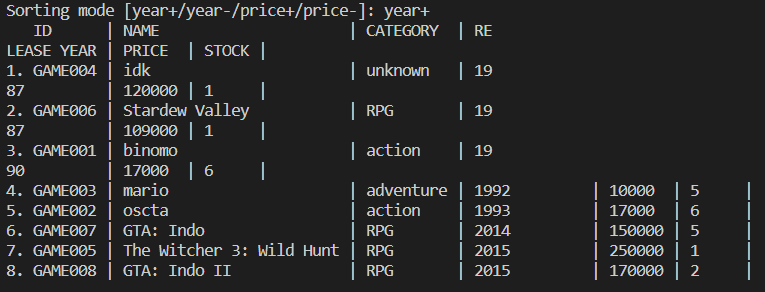 Sorting mode [year+/year-/price+/price-]: year+
   ID      | NAME                     | CATEGORY  | RE
LEASE YEAR | PRICE  | STOCK |
1. GAME004 | idk                      | unknown   | 19
87         | 120000 | 1     |
2. GAME006 | Stardew Valley           | RPG       | 19
87         | 109000 | 1     |
3. GAME001 | binomo                   | action    | 19
90         | 17000  | 6     |
4. GAME003 | mario                    | adventure | 1992         | 10000  | 5     |
5. GAME002 | oscta                    | action    | 1993         | 17000  | 6     |
6. GAME007 | GTA: Indo                | RPG       | 2014         | 150000 | 5     |
7. GAME005 | The Witcher 3: Wild Hunt | RPG       | 2015         | 250000 | 1     |
8. GAME008 | GTA: Indo II             | RPG       | 2015         | 170000 | 2     |